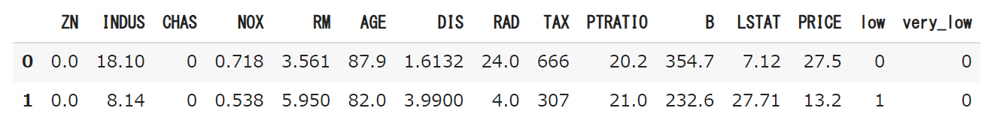 ZN INDUS CHAS NOX RM AGE DIS RAD TAX PTRATIO B LSTAT PRICE low very_low
0 0.0 18.10 0 0.718 3.561 87.9 1.6132 24.0 666 20.2 354.7 7.12 27.5 0 0
1 0.0 8.14 0 0.538 5.950 82.0 3.9900 4.0 307 21.0 232.6 27.71 13.2 1 0